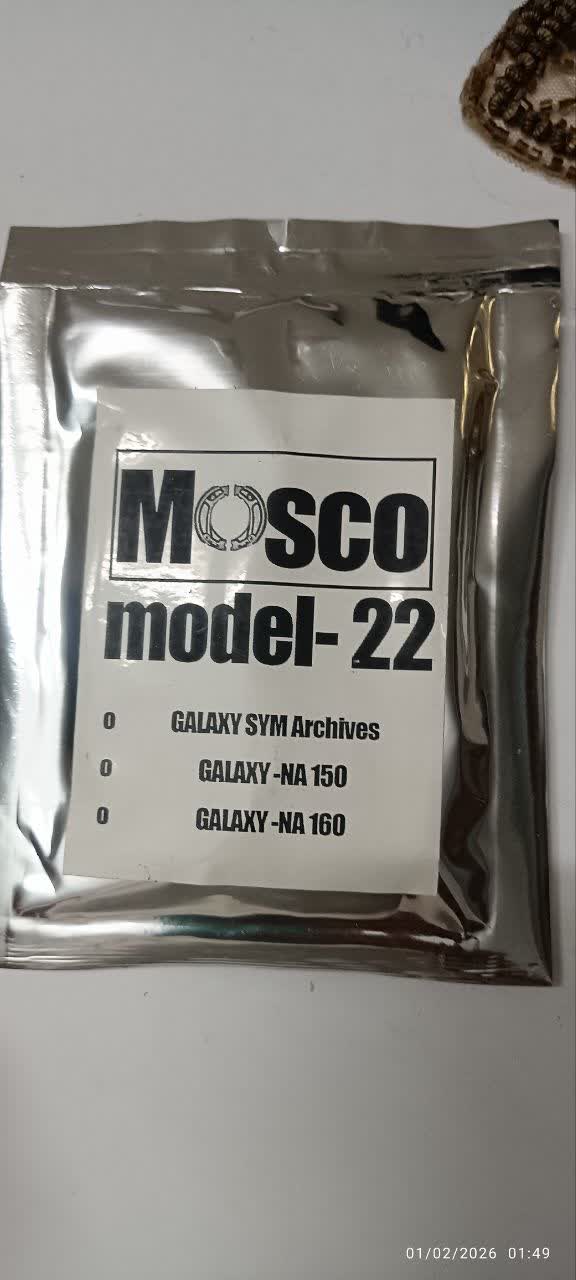 Mosco
model- 22
0 GALAXY SYM Archives
0 GALAXY -NA 150
0 GALAXY -NA 160
01/02/2026 01:49